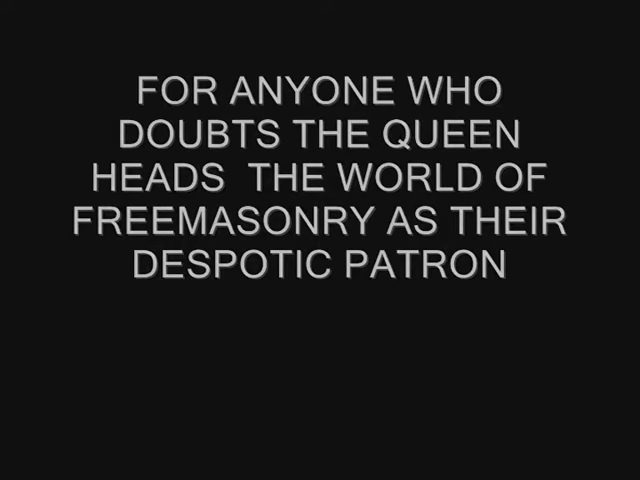 FOR ANYONE WHO
DOUBTS THE QUEEN
HEADS  THE WORLD OF
FREEMASONRY AS THEIR
DESPOTIC PATRON